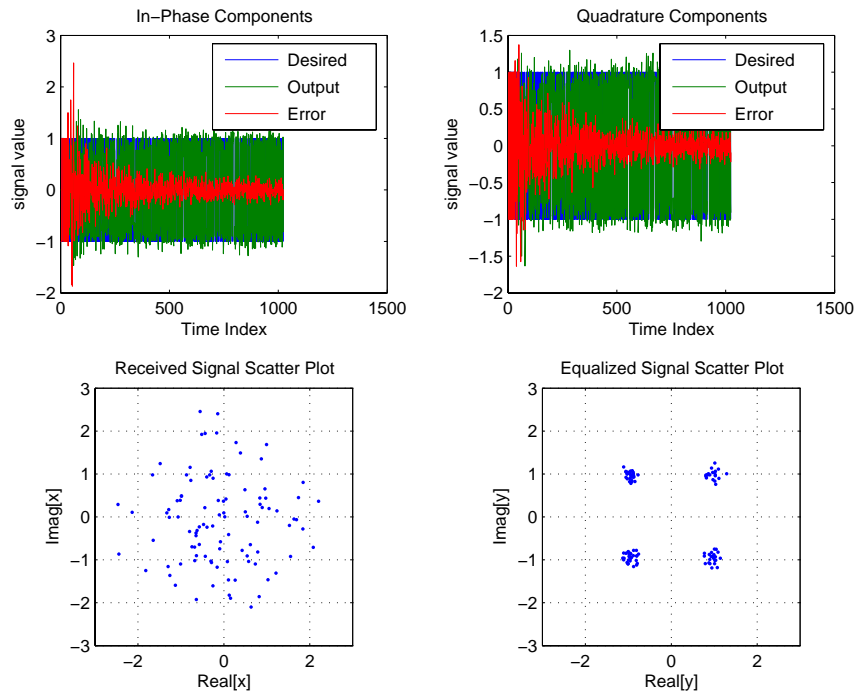 In−Phase Components
3
2
1
0
−1
−2
0
500
1000
1500
signal value
Time Index
Desired
Output
Error
Quadrature Components
1.5
1
0.5
0
−0.5
−1
−1.5
−2
0
500
1000
1500
signal value
Time Index
Desired
Output
Error
Received Signal Scatter Plot
3
2
1
0
−1
−2
−3
−2
0
2
Imag[x]
Real[x]
Equalized Signal Scatter Plot
3
2
1
0
−1
−2
−3
−2
0
2
Imag[y]
Real[y]